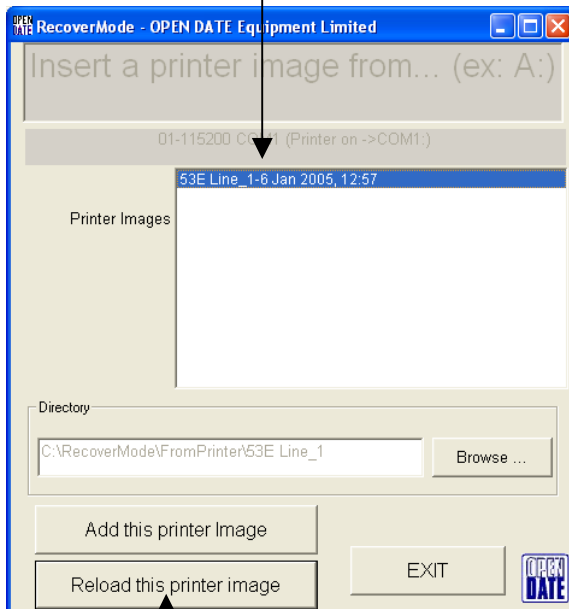 OPEN DATE RecoverMode - OPEN DATE Equipment Limited
Insert a printer image from... (ex: A:)
01-115200 COM1 (Printer on ->COM1:)
53E Line_1-6 Jan 2005, 12:57
Printer Images
Directory
C:\RecoverMode\FromPrinter\53E Line_1
Browse ...
Add this printer Image
Reload this printer image
EXIT
OPEN
DATE